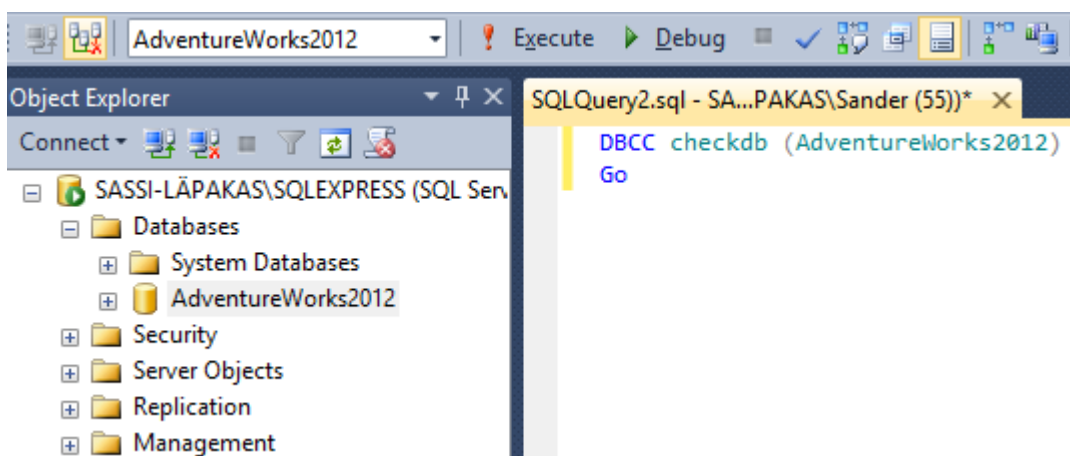 AdventureWorks2012 Execute Debug
Object Explorer
Connect
SASSI-LÄPAKAS\SQLEXPRESS (SQL Serv
Databases
System Databases
AdventureWorks2012
Security
Server Objects
Replication
Management
SQLQuery2.sql - SA...PAKAS\Sander (55))*
DBCC checkdb (AdventureWorks2012)
Go